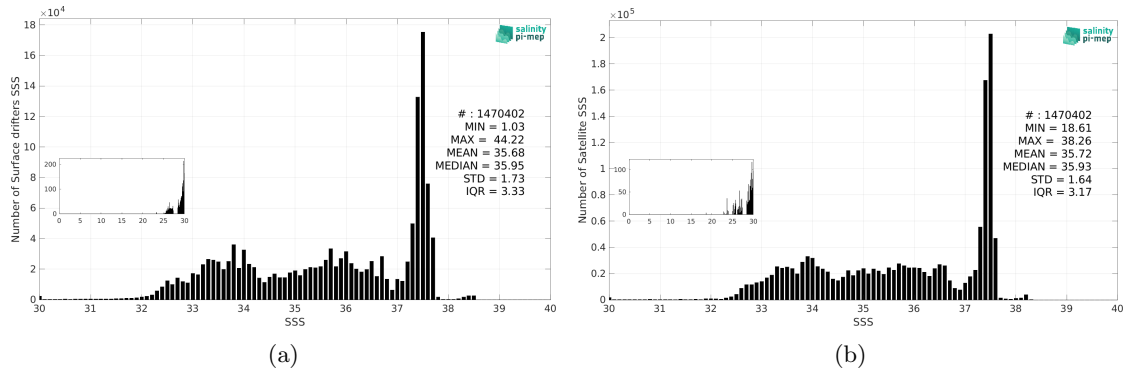 ×10^4
18
16
14
12
10
8
6
4
2
0
Number of Surface drifters SSS
salinity
pi-mep
# : 1470402
MIN = 1.03
MAX = 44.22
MEAN = 35.68
MEDIAN = 35.95
STD = 1.73
IQR = 3.33
200
100
0
0 5 10 15 20 25 30
30 31 32 33 34 35 36 37 38 39 40
SSS
(a)
×10^5
2
1.8
1.6
1.4
1.2
1
0.8
0.6
0.4
0.2
0
Number of Satellite SSS
salinity
pi-mep
# : 1470402
MIN = 18.61
MAX = 38.26
MEAN = 35.72
MEDIAN = 35.93
STD = 1.64
IQR = 3.17
100
50
0
0 5 10 15 20 25 30
30 31 32 33 34 35 36 37 38 39 40
SSS
(b)